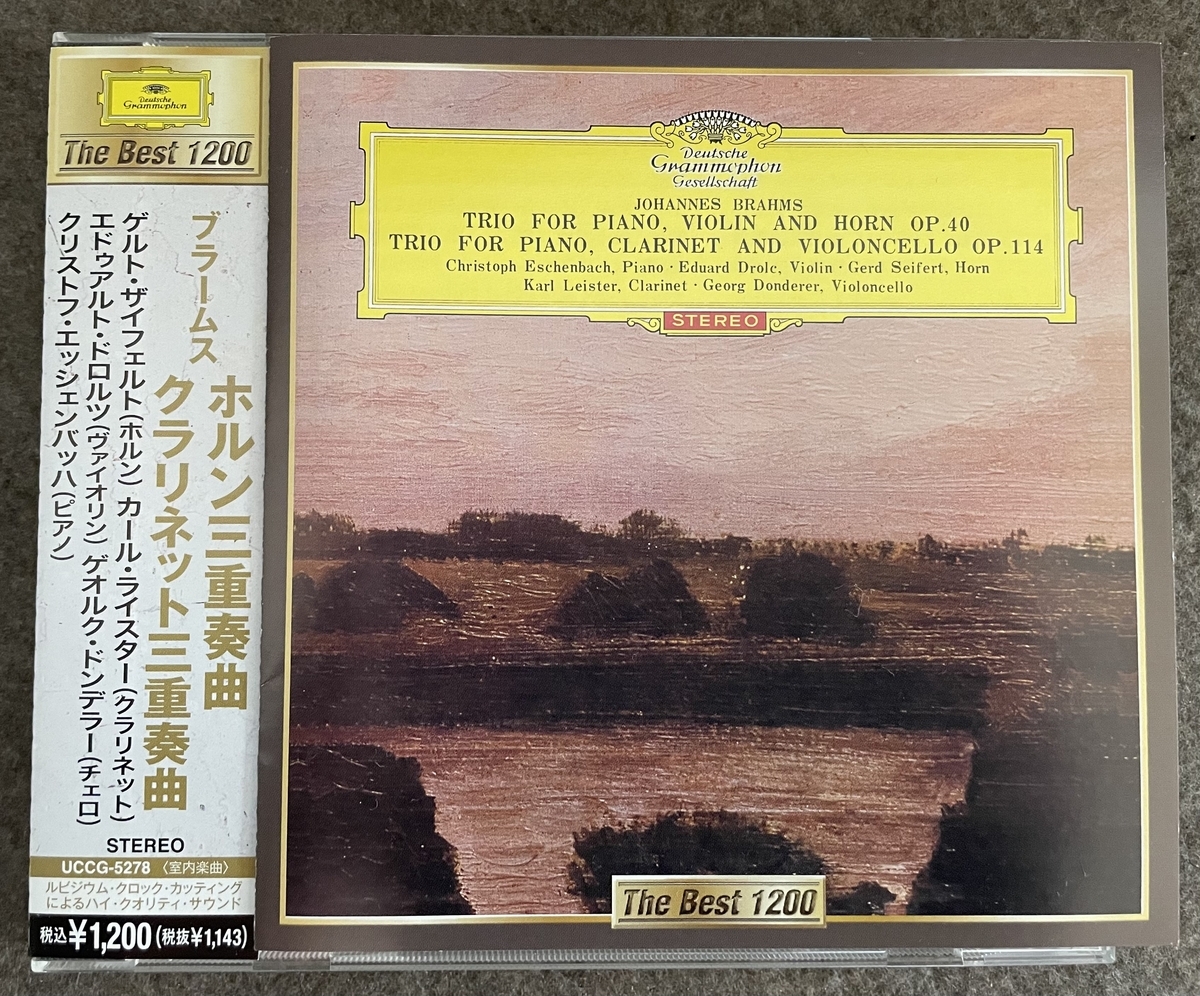 Deutsche
Grammophon
The Best 1200
ブラームス
ホルン三重奏曲
クラリネット三重奏曲
ゲルト・ザイフェルト(ホルン) カール・ライスター(クラリネット)
エドゥアルト・ドロルツ(ヴァイオリン) ゲオルク・ドンデラー(チェロ)
クリストフ・エッシェンバッハ(ピアノ)
STEREO
UCCG-5278 〈室内楽曲〉
ルビジウム・クロック・カッティング
によるハイ・クオリティ・サウンド
税込¥1,200(税抜¥1,143)
Deutsche
Grammophon
Gesellschaft
JOHANNES BRAHMS
TRIO FOR PIANO, VIOLIN AND HORN OP.40
TRIO FOR PIANO, CLARINET AND VIOLONCELLO OP.114
Christoph Eschenbach, Piano · Eduard Drolc, Violin · Gerd Seifert, Horn
Karl Leister, Clarinet · Georg Donderer, Violoncello
STEREO
The Best 1200